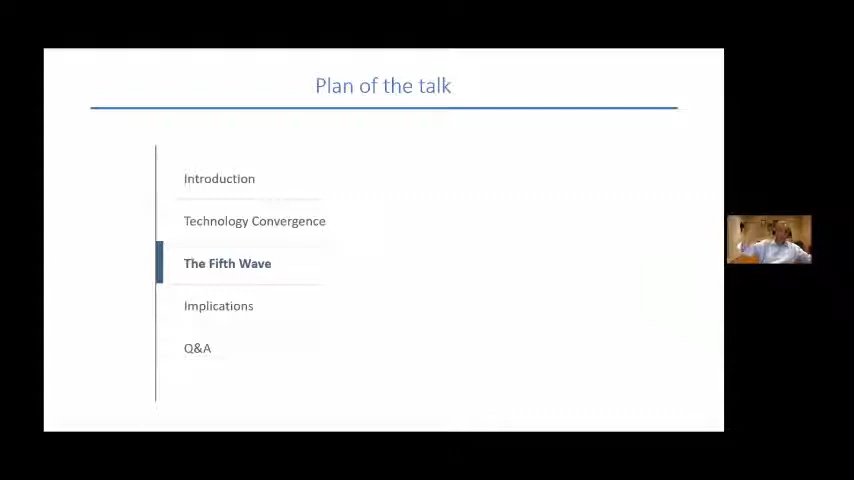 Plan of the talk
Introduction
Technology Convergence
The Fifth Wave
Implications
Q&A